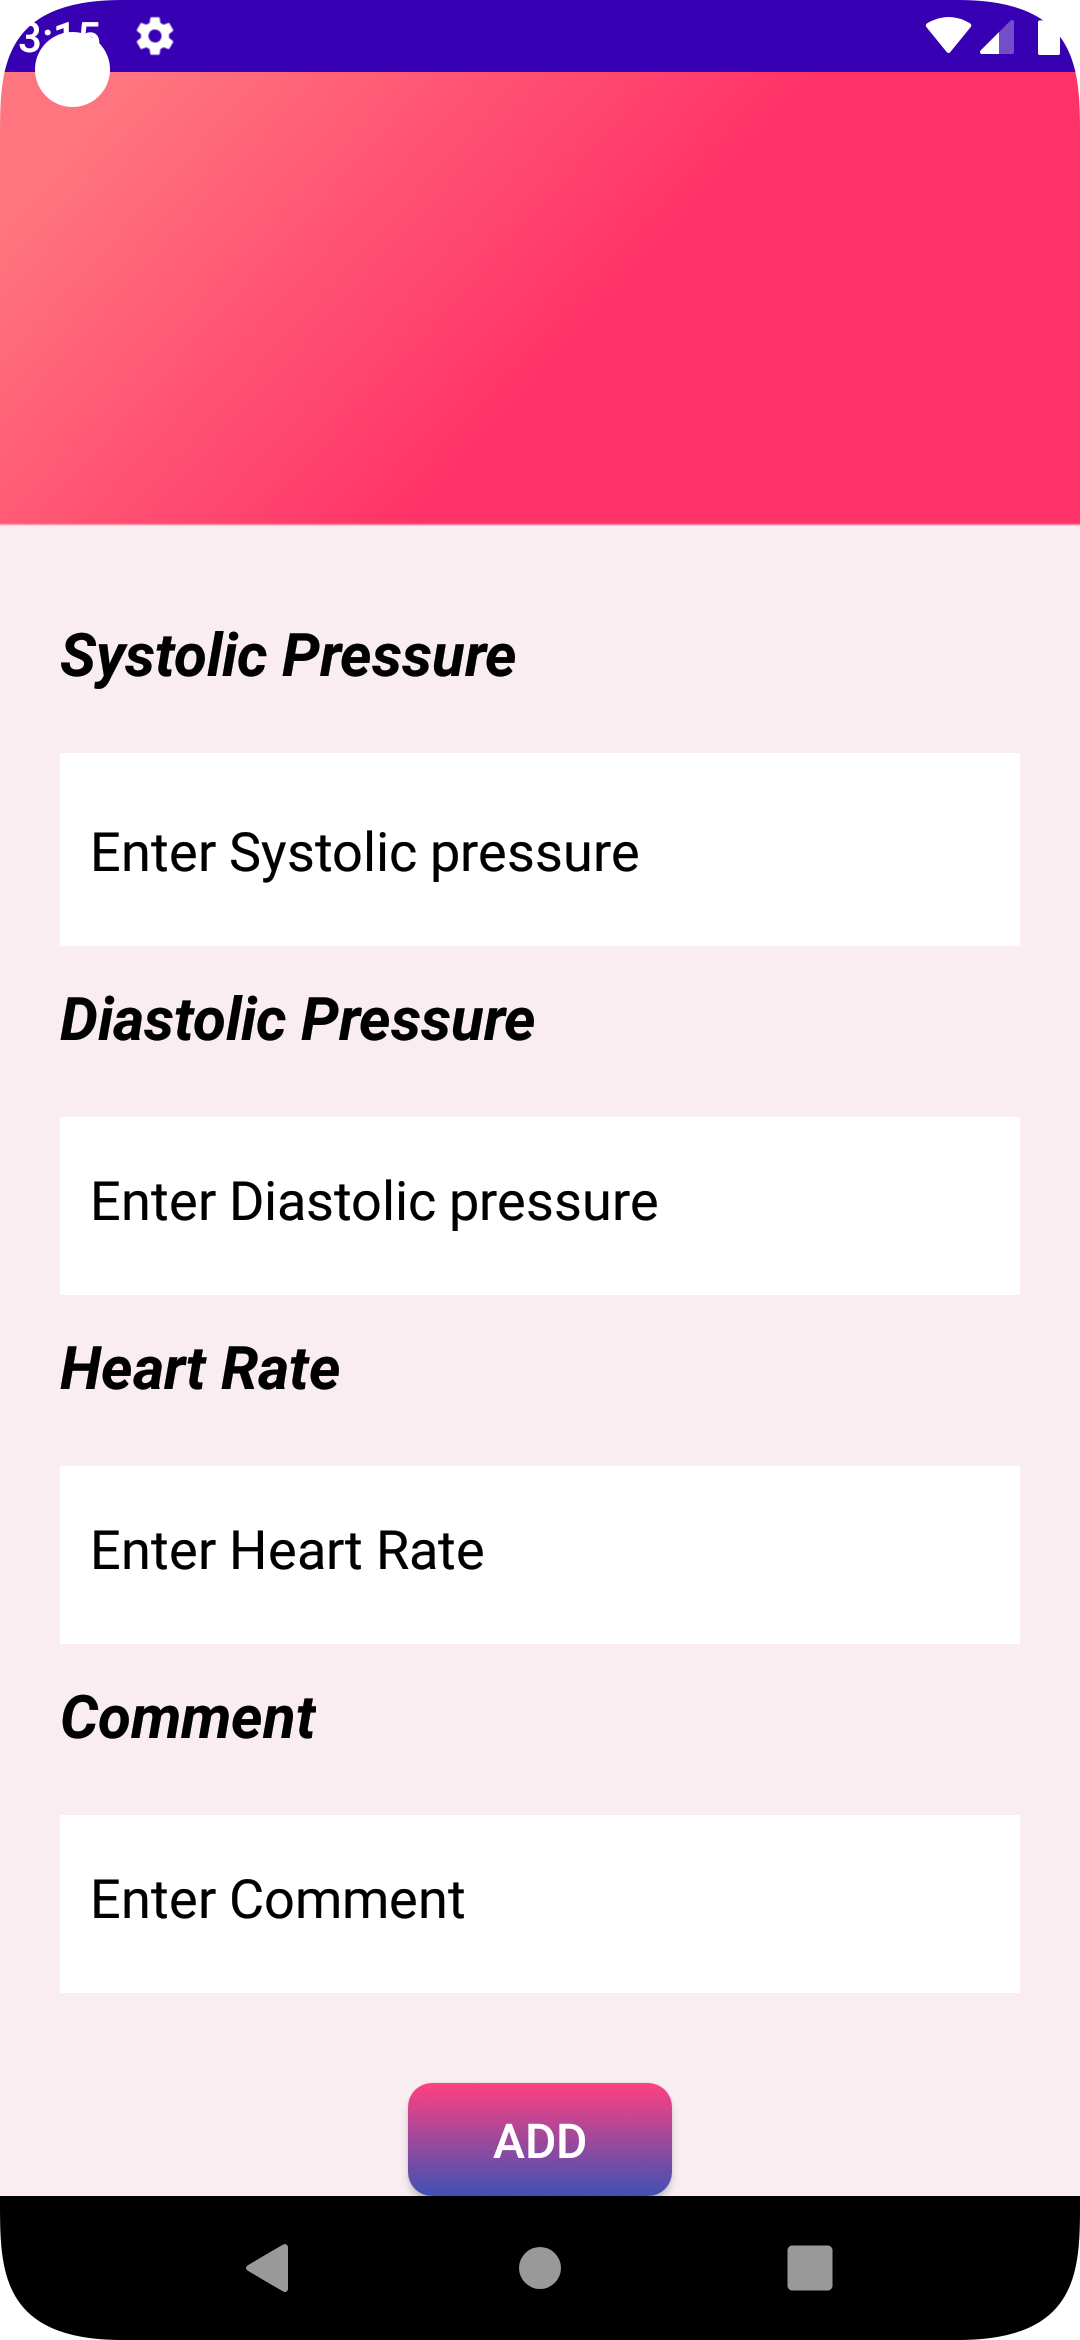 3:15
Systolic Pressure
Enter Systolic pressure
Diastolic Pressure
Enter Diastolic pressure
Heart Rate
Enter Heart Rate
Comment
Enter Comment
ADD